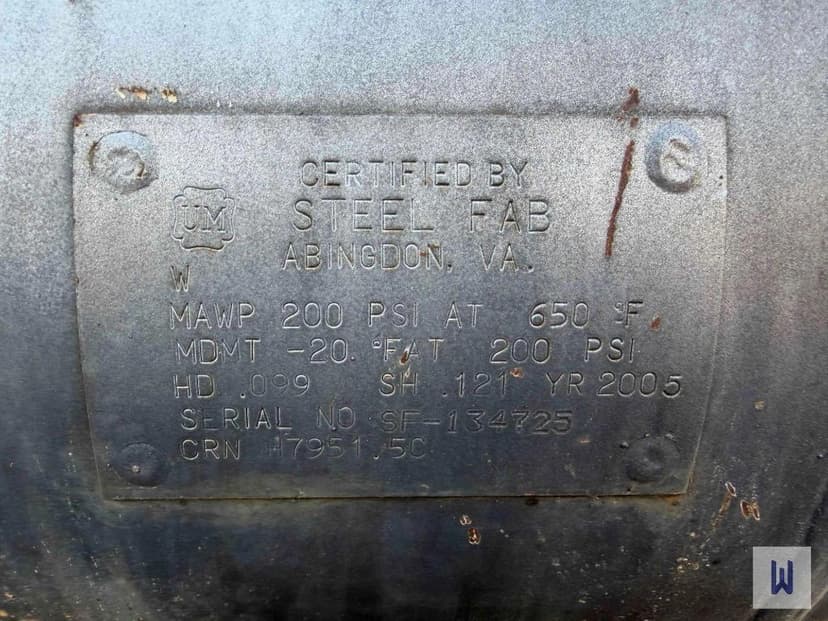 CERTIFIED BY
UM
STEEL FAB
ABINGDON, VA.
W
MAWP 200 PSI AT 650 °F
MDMT -20. °F AT 200 PSI
HD .099 SH .121 YR 2005
SERIAL NO SF-134725
CRN H7951.5C
W